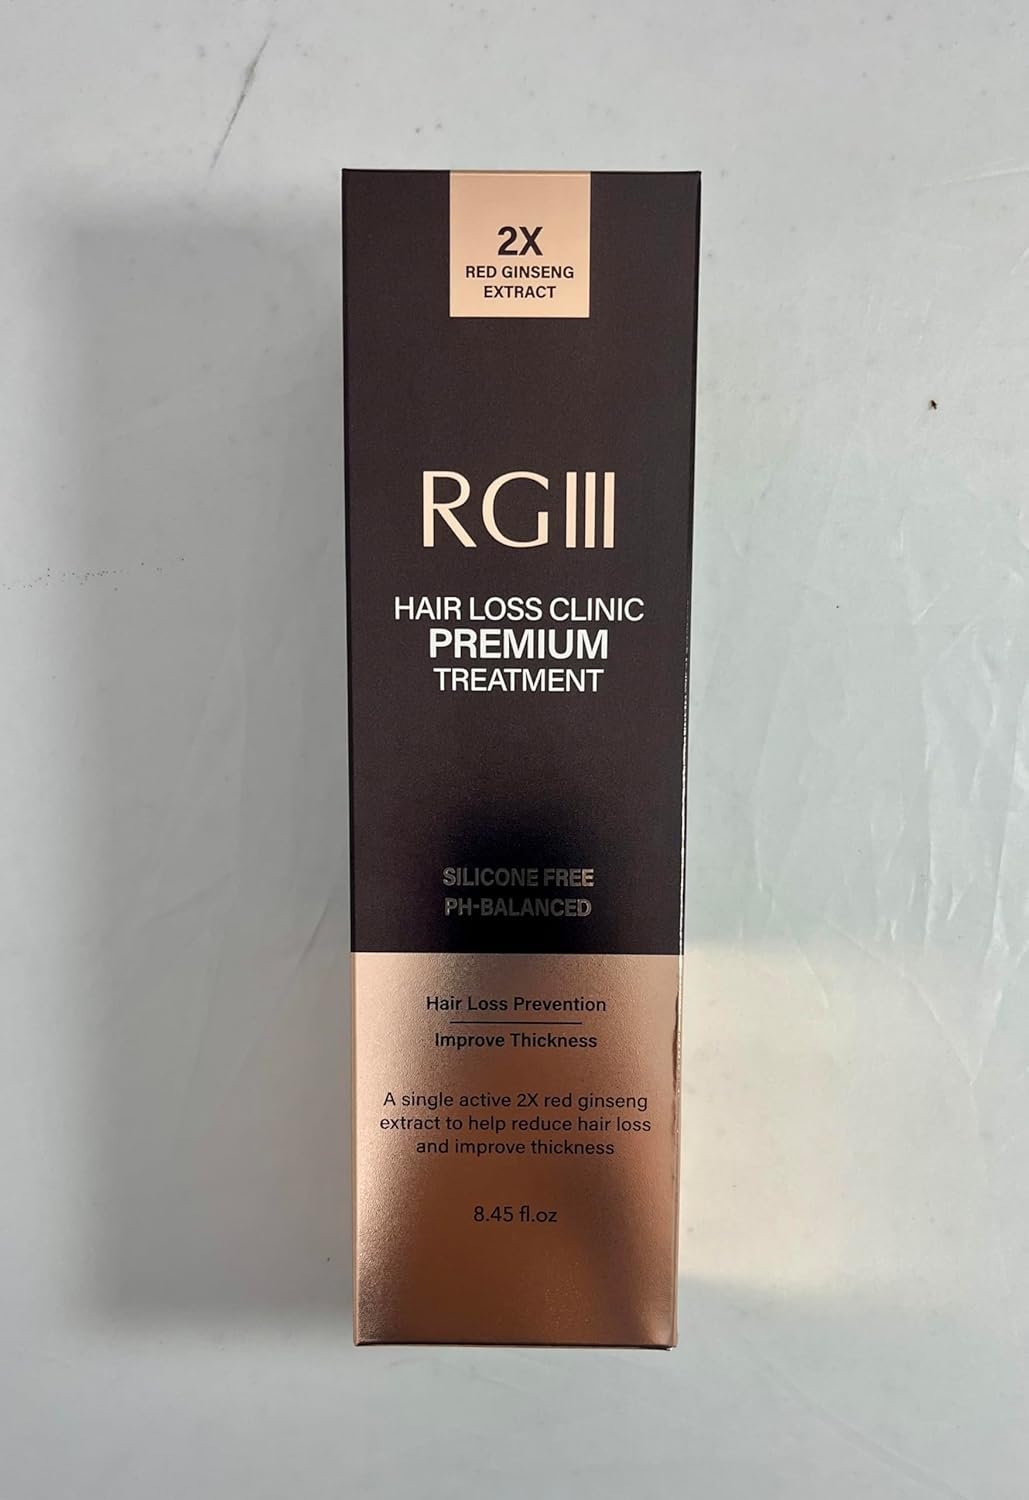 2X
RED GINSENG
EXTRACT
RGIII
HAIR LOSS CLINIC
PREMIUM
TREATMENT
SILICONE FREE
PH-BALANCED
Hair Loss Prevention
Improve Thickness
A single active 2X red ginseng
extract to help reduce hair loss
and improve thickness
8.45 fl.oz